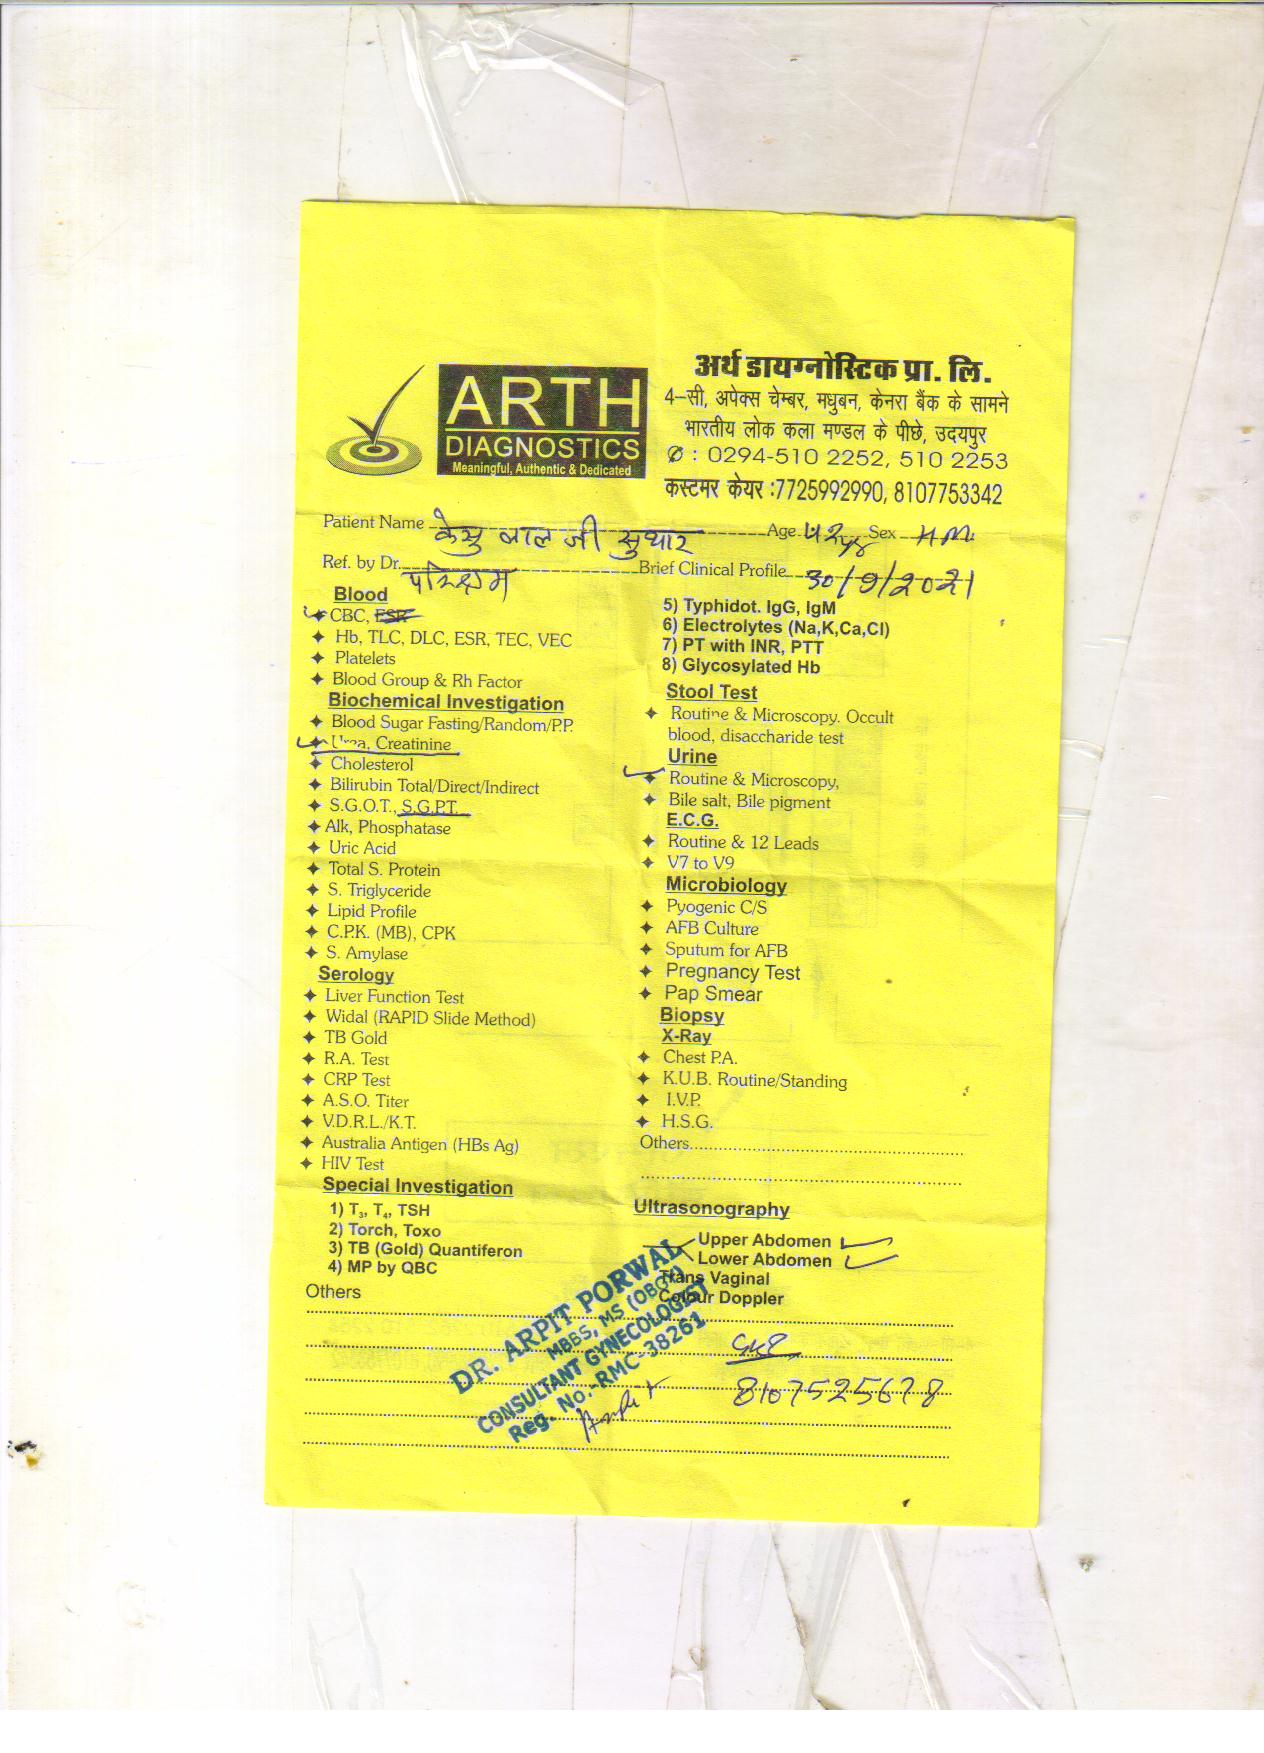 अर्थ डायग्नोस्टिक प्रा. लि.
ARTH
DIAGNOSTICS
Meaningful, Authentic & Dedicated
4-सी, अपेक्स चेम्बर, मधुबन, केनरा बैंक के सामने
भारतीय लोक कला मण्डल के पीछे, उदयपुर
✆ : 0294-510 2252, 510 2253
कस्टमर केयर :7725992990, 8107753342
Patient Name केसु लाल जी सुथार Age 42 yr Sex M.
Ref. by Dr. परिक्षम Brief Clinical Profile 30/9/2021
Blood
CBC, ESR
Hb, TLC, DLC, ESR, TEC, VEC
Platelets
Blood Group & Rh Factor
Biochemical Investigation
Blood Sugar Fasting/Random/P.P.
Urea, Creatinine
Cholesterol
Bilirubin Total/Direct/Indirect
S.G.O.T., S.G.P.T.
Alk, Phosphatase
Uric Acid
Total S. Protein
S. Triglyceride
Lipid Profile
C.P.K. (MB), CPK
S. Amylase
Serology
Liver Function Test
Widal (RAPID Slide Method)
TB Gold
R.A. Test
CRP Test
A.S.O. Titer
V.D.R.L./K.T.
Australia Antigen (HBs Ag)
HIV Test
Special Investigation
1) T3, T4, TSH
2) Torch, Toxo
3) TB (Gold) Quantiferon
4) MP by QBC
Others
5) Typhidot. IgG, IgM
6) Electrolytes (Na,K,Ca,Cl)
7) PT with INR, PTT
8) Glycosylated Hb
Stool Test
Routine & Microscopy. Occult
blood, disaccharide test
Urine
Routine & Microscopy,
Bile salt, Bile pigment
E.C.G.
Routine & 12 Leads
V7 to V9
Microbiology
Pyogenic C/S
AFB Culture
Sputum for AFB
Pregnancy Test
Pap Smear
Biopsy
X-Ray
Chest P.A.
K.U.B. Routine/Standing
I.V.P.
H.S.G.
Others
Ultrasonography
Upper Abdomen
Lower Abdomen
Trans Vaginal
Colour Doppler
DR. ARPIT PORWAL
MBBS, MS (OBGY)
CONSULTANT GYNECOLOGIST
Reg. No.-RMC-38261
8107525678